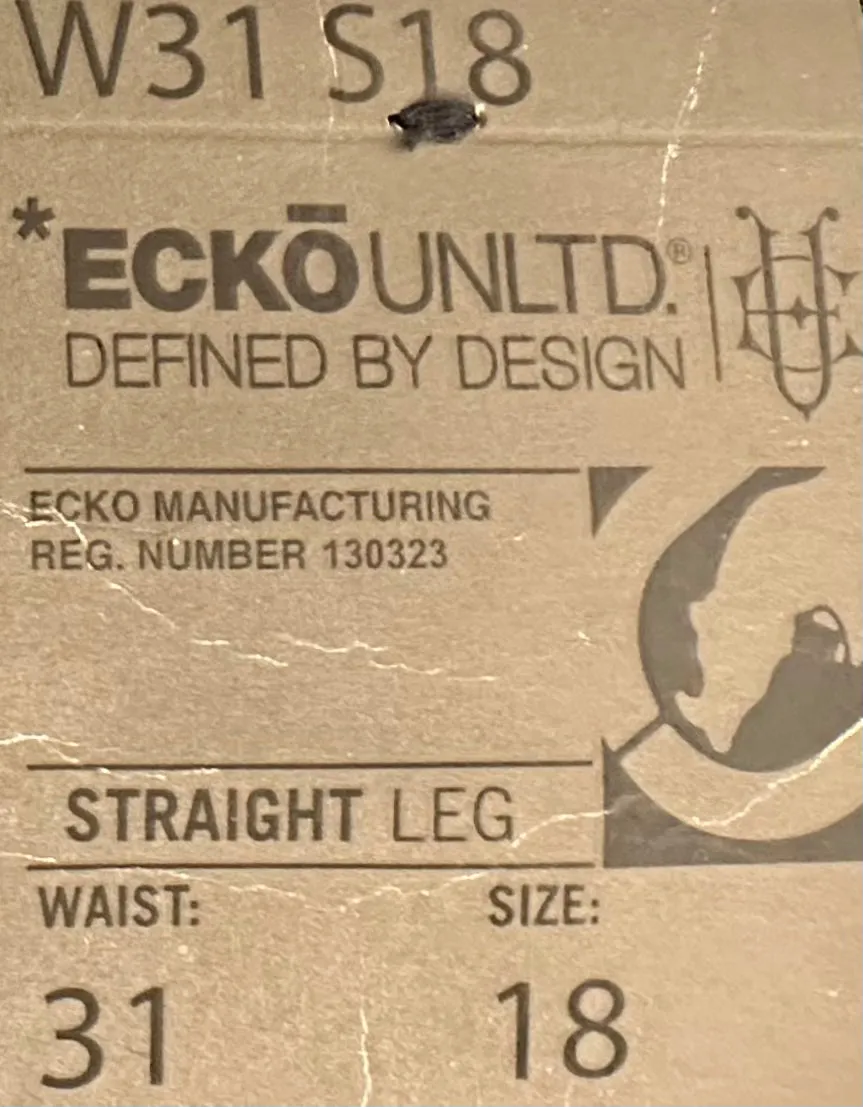 W31 S18
*ECKŌ UNLTD.®
DEFINED BY DESIGN
ECKO MANUFACTURING
REG. NUMBER 130323
STRAIGHT LEG
WAIST: SIZE:
31 18